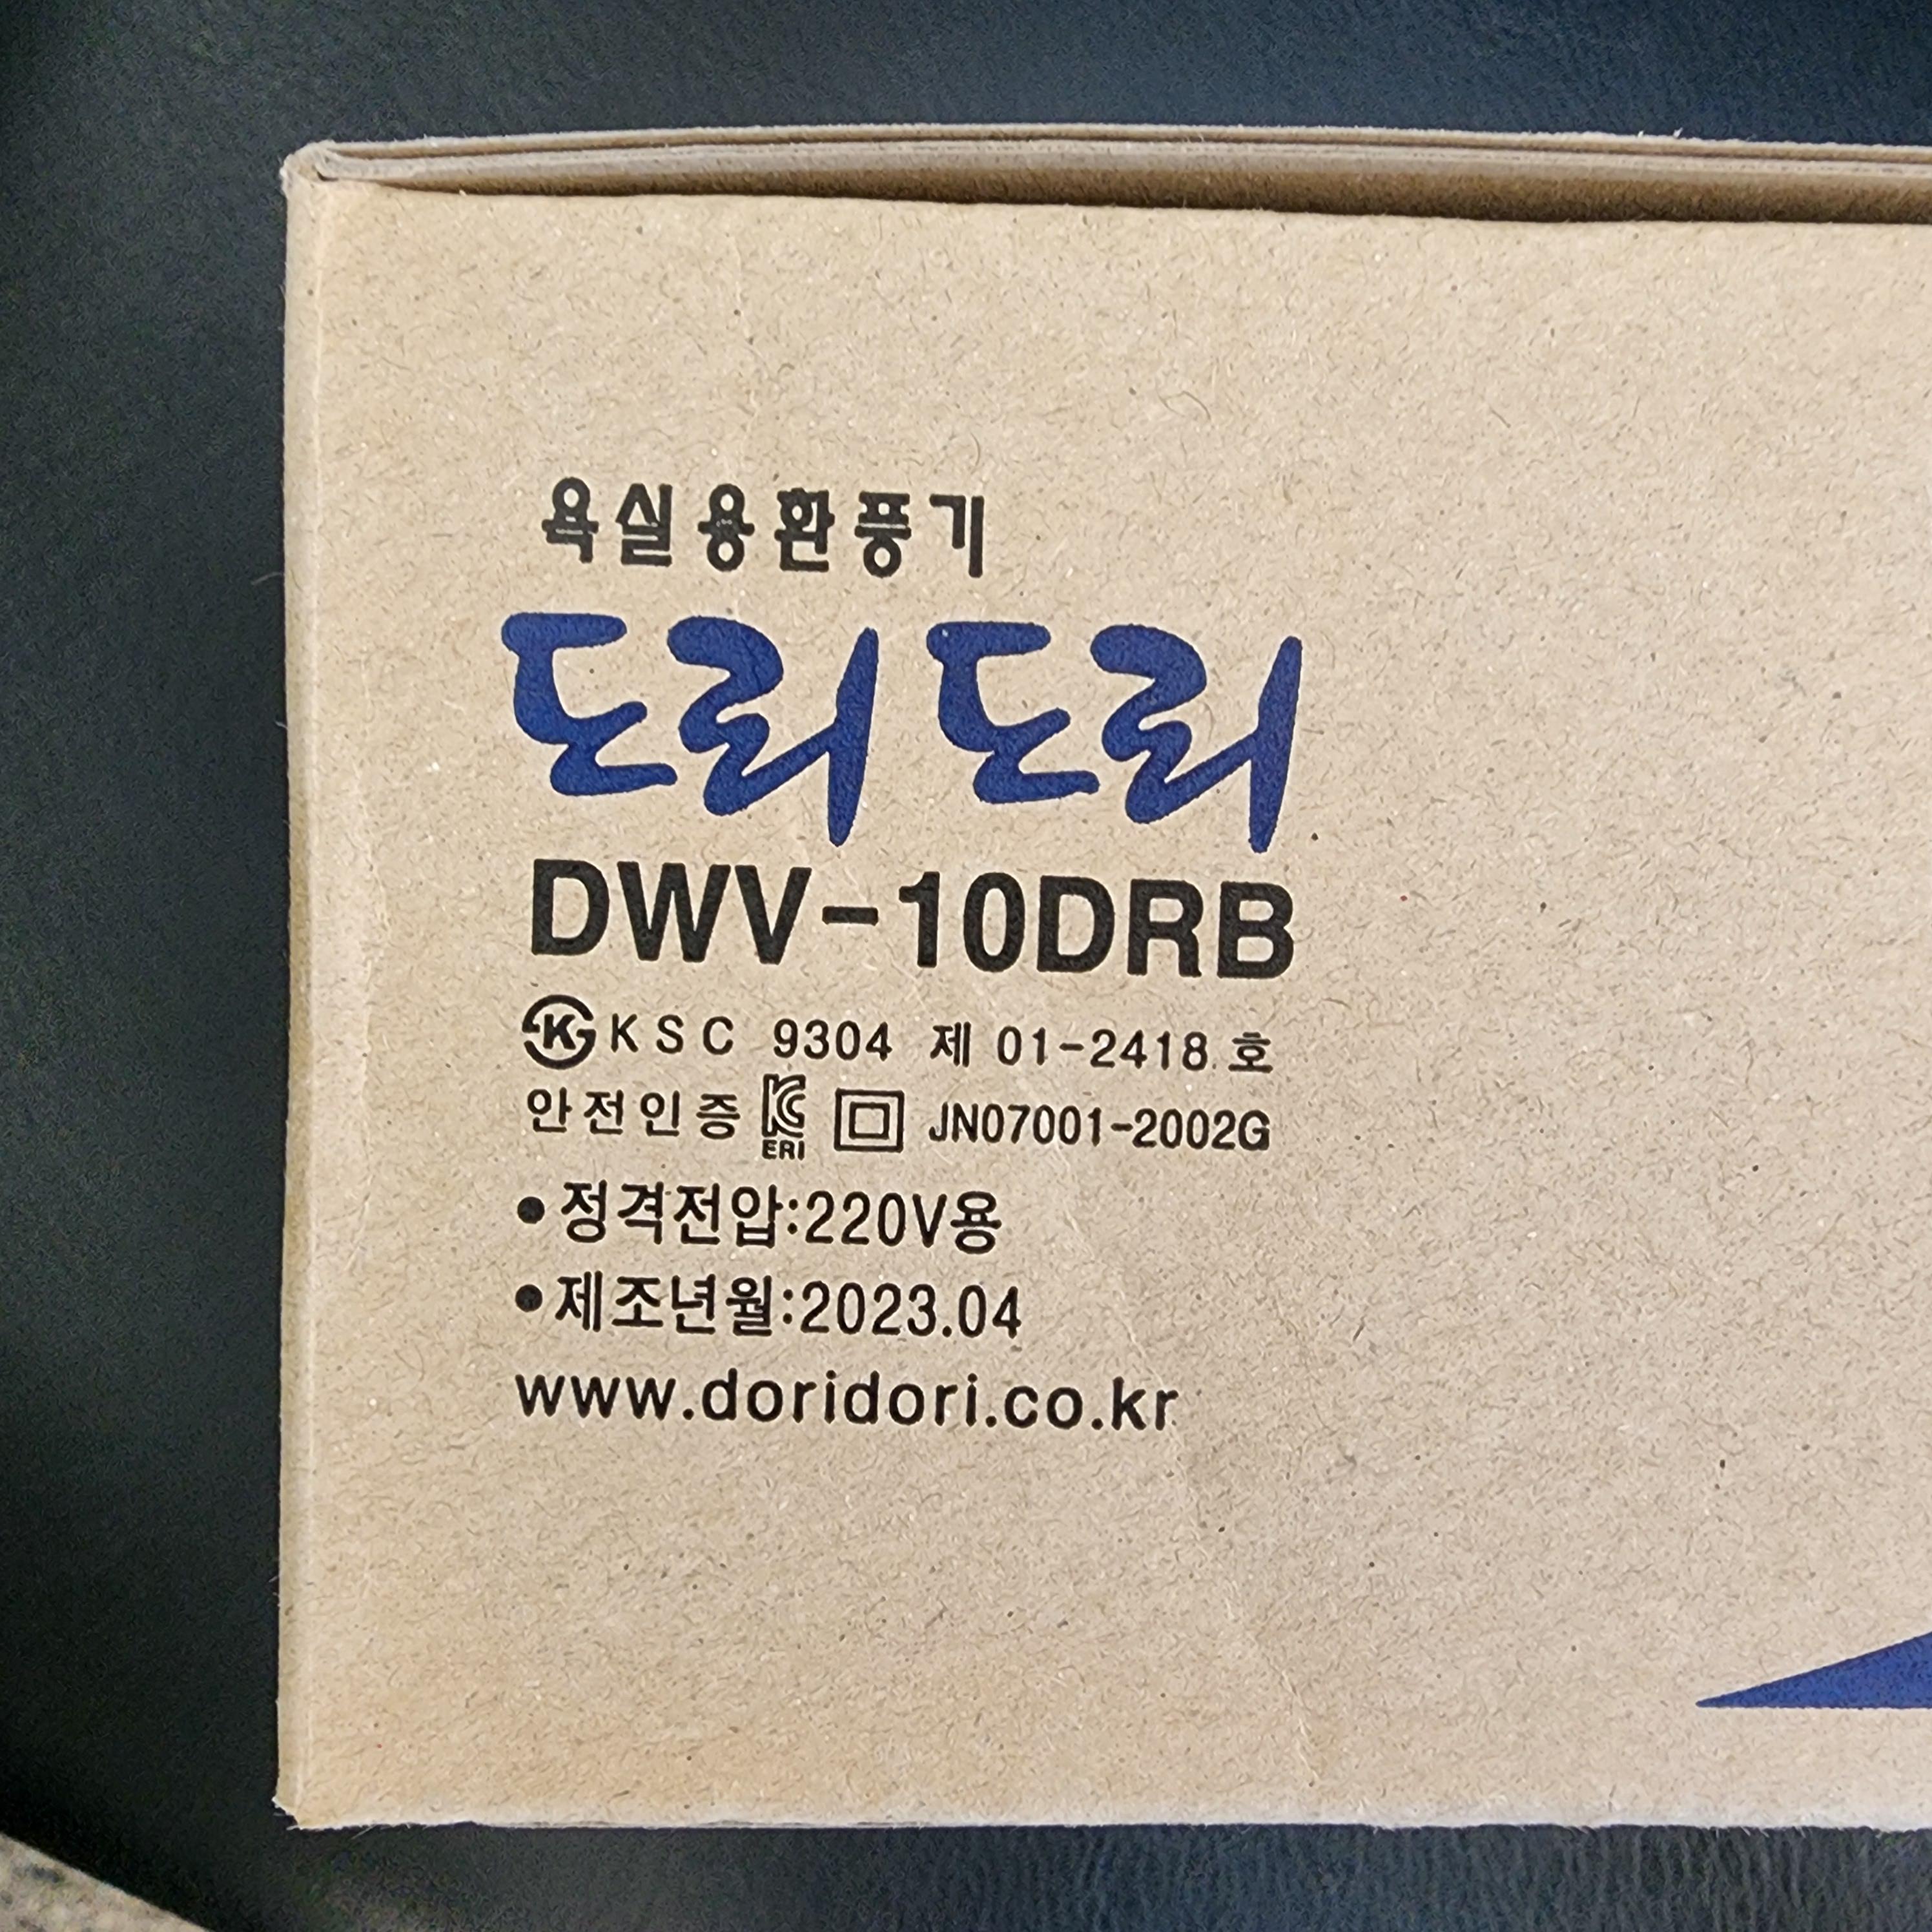 욕실용환풍기
도리도리
DWV-10DRB
K KSC 9304 제 01-2418 호
안전인증 KC ERI JN07001-2002G
•정격전압:220V용
•제조년월:2023.04
www.doridori.co.kr